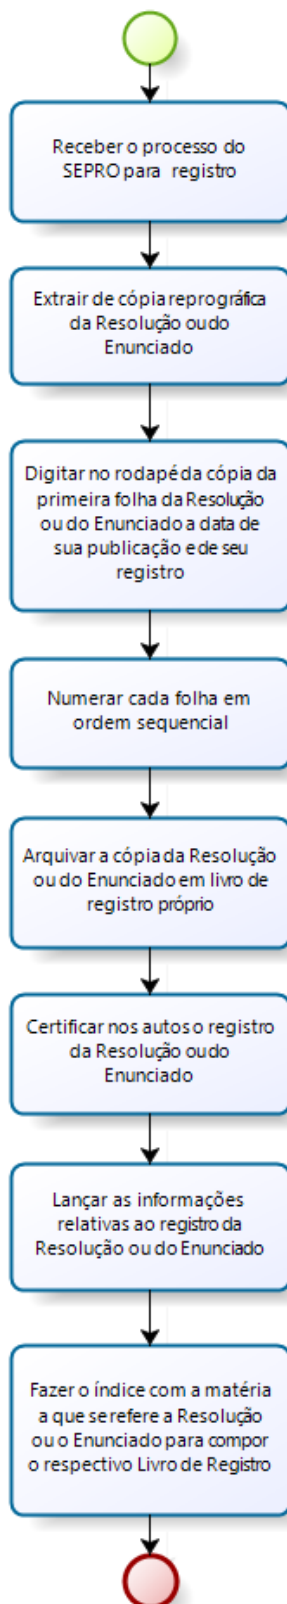 Receber o processo do
SEPRO para registro
Extrair de cópia reprográfica
da Resolução ou do
Enunciado
Digitar no rodapé da cópia da
primeira folha da Resolução
ou do Enunciado a data de
sua publicação e de seu
registro
Numerar cada folha em
ordem sequencial
Arquivar a cópia da Resolução
ou do Enunciado em livro de
registro próprio
Certificar nos autos o registro
da Resolução ou do
Enunciado
Lançar as informações
relativas ao registro da
Resolução ou do Enunciado
Fazer o índice com a matéria
a que se refere a Resolução
ou o Enunciado para compor
o respectivo Livro de Registro